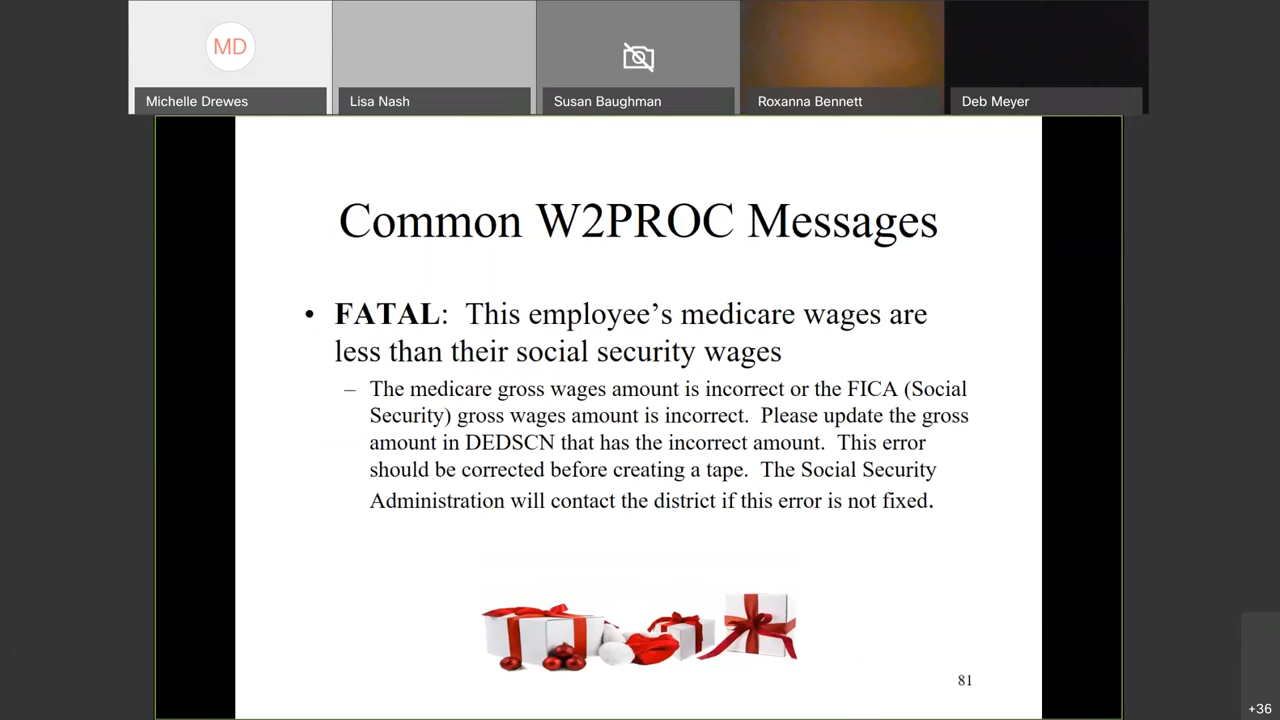 MD
Michelle Drewes
Lisa Nash
Susan Baughman
Roxanna Bennett
Deb Meyer
Common W2PROC Messages
• FATAL: This employee’s medicare wages are
less than their social security wages
– The medicare gross wages amount is incorrect or the FICA (Social
Security) gross wages amount is incorrect. Please update the gross
amount in DEDSCN that has the incorrect amount. This error
should be corrected before creating a tape. The Social Security
Administration will contact the district if this error is not fixed.
81
+36